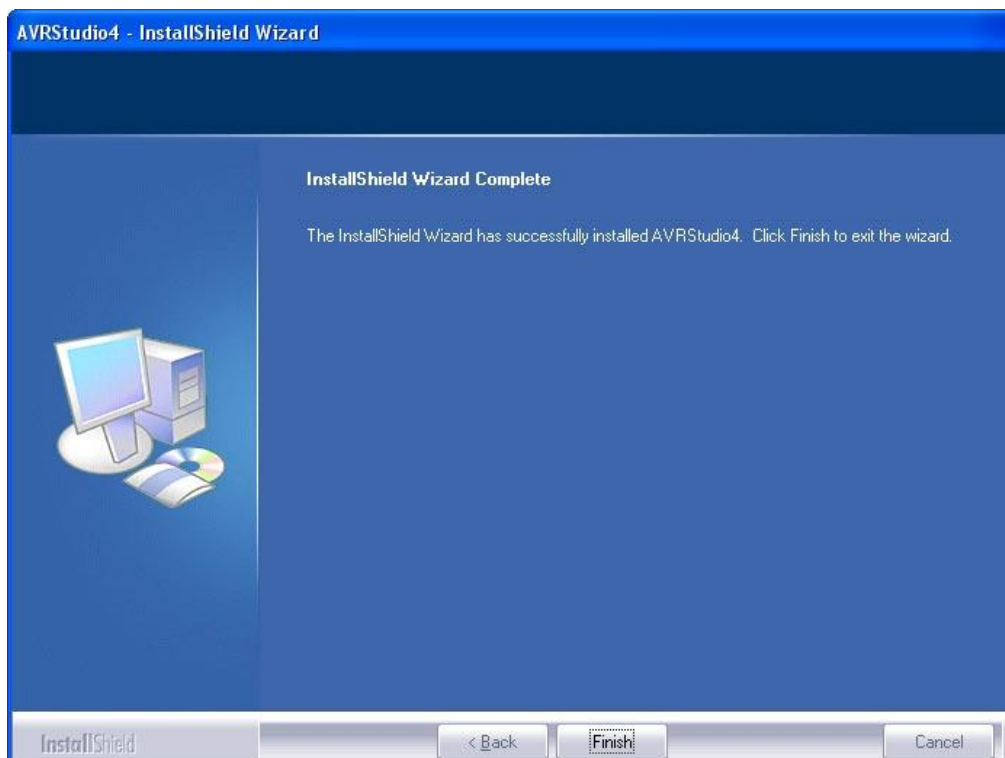 AVRStudio4 - InstallShield Wizard
InstallShield Wizard Complete
The InstallShield Wizard has successfully installed AVRStudio4. Click Finish to exit the wizard.
InstallShield
< Back
Finish
Cancel